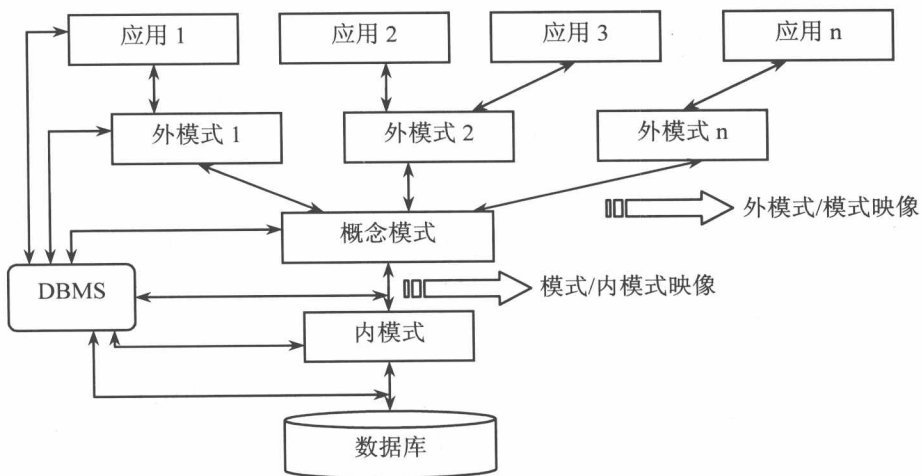 应用 1
应用 2
应用 3
应用 n
外模式 1
外模式 2
外模式 n
外模式/模式映像
概念模式
DBMS
模式/内模式映像
内模式
数据库